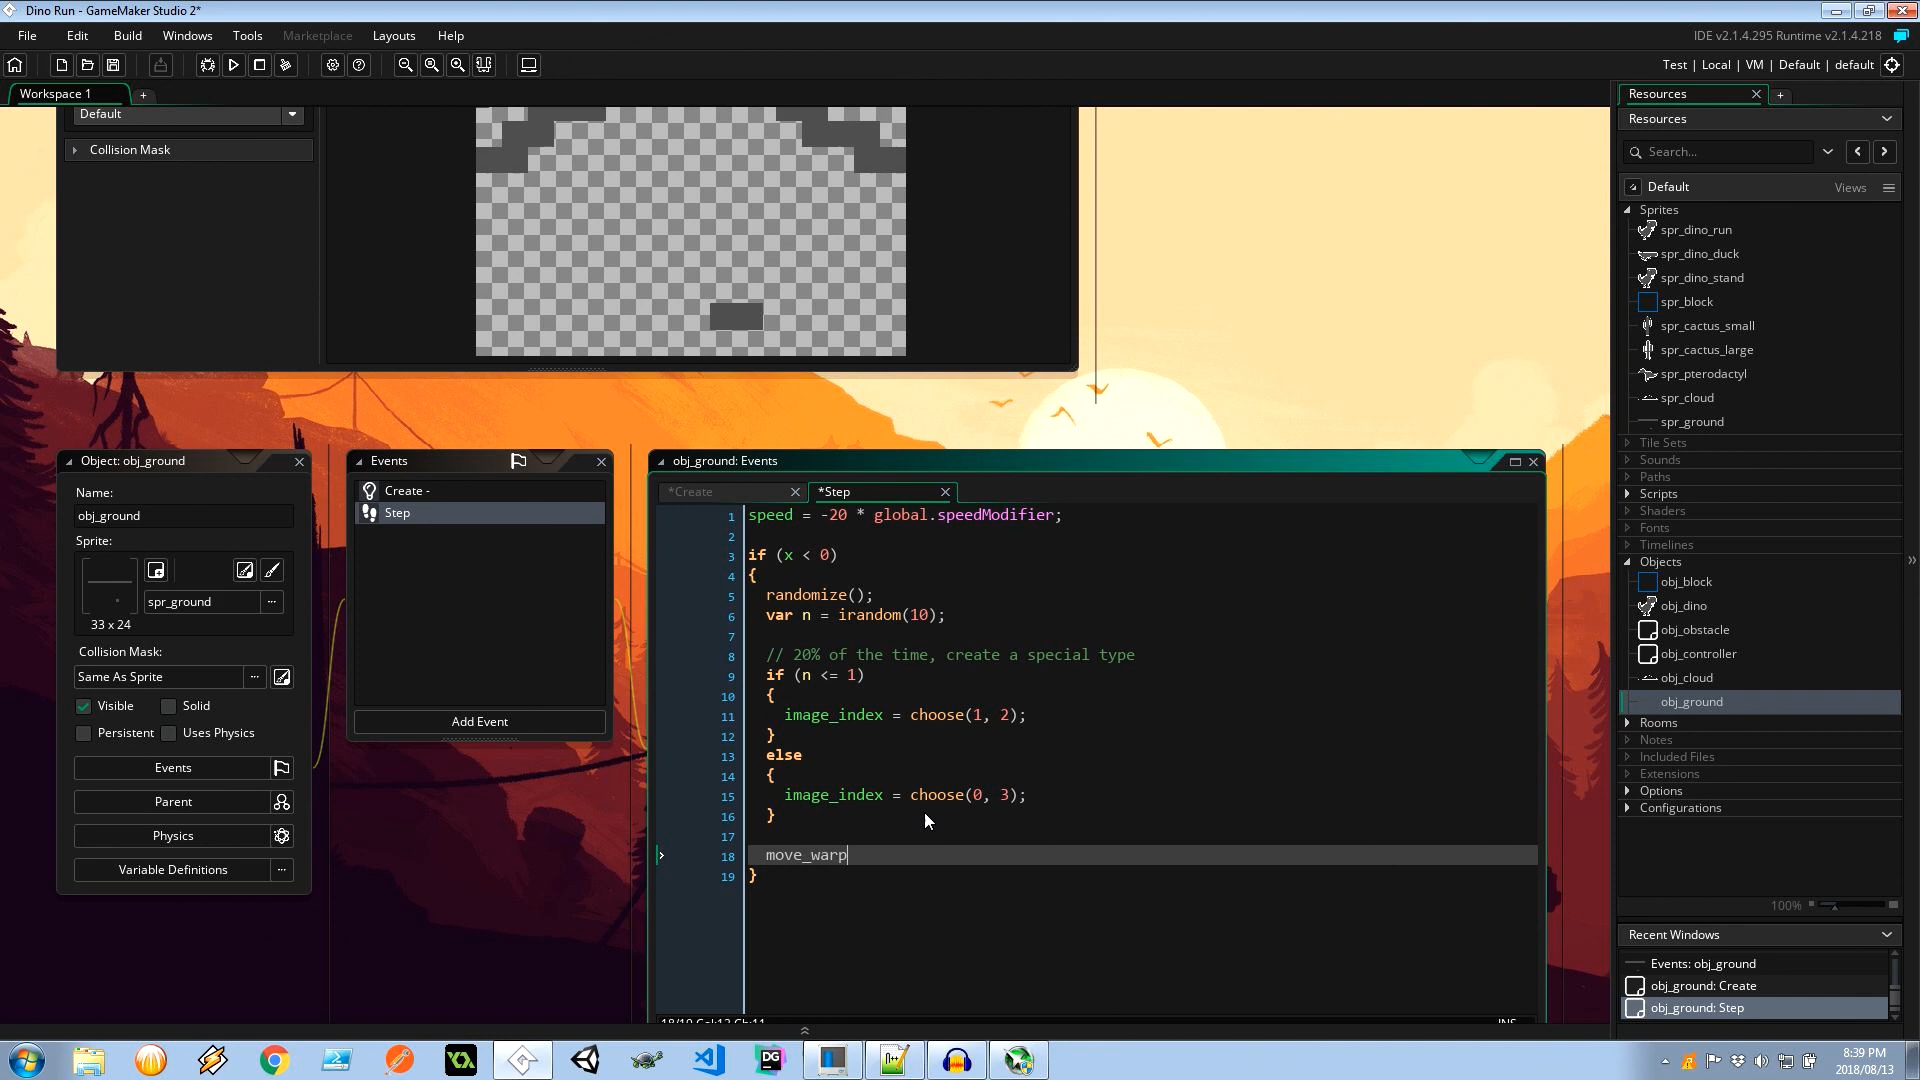 Dino Run - GameMaker Studio 2*
File Edit Build Windows Tools Marketplace Layouts Help
IDE v2.1.4.295 Runtime v2.1.4.218
Test | Local | VM | Default | default
Workspace 1
Default
Collision Mask
Object: obj_ground
Name:
obj_ground
Sprite:
spr_ground
33 x 24
Collision Mask:
Same As Sprite
Visible Solid
Persistent Uses Physics
Events
Parent
Physics
Variable Definitions
Events
Create -
Step
Add Event
obj_ground: Events
*Create
*Step
1 speed = -20 * global.speedModifier;
2
3 if (x < 0)
4 {
5 randomize();
6 var n = irandom(10);
7
8 // 20% of the time, create a special type
9 if (n <= 1)
10 {
11 image_index = choose(1, 2);
12 }
13 else
14 {
15 image_index = choose(0, 3);
16 }
17
18 move_warp
19 }
Resources
Resources
Search...
Default Views
Sprites
spr_dino_run
spr_dino_duck
spr_dino_stand
spr_block
spr_cactus_small
spr_cactus_large
spr_pterodactyl
spr_cloud
spr_ground
Tile Sets
Sounds
Paths
Scripts
Shaders
Fonts
Timelines
Objects
obj_block
obj_dino
obj_obstacle
obj_controller
obj_cloud
obj_ground
Rooms
Notes
Included Files
Extensions
Options
Configurations
100%
Recent Windows
Events: obj_ground
obj_ground: Create
obj_ground: Step
DG
8:39 PM
2018/08/13